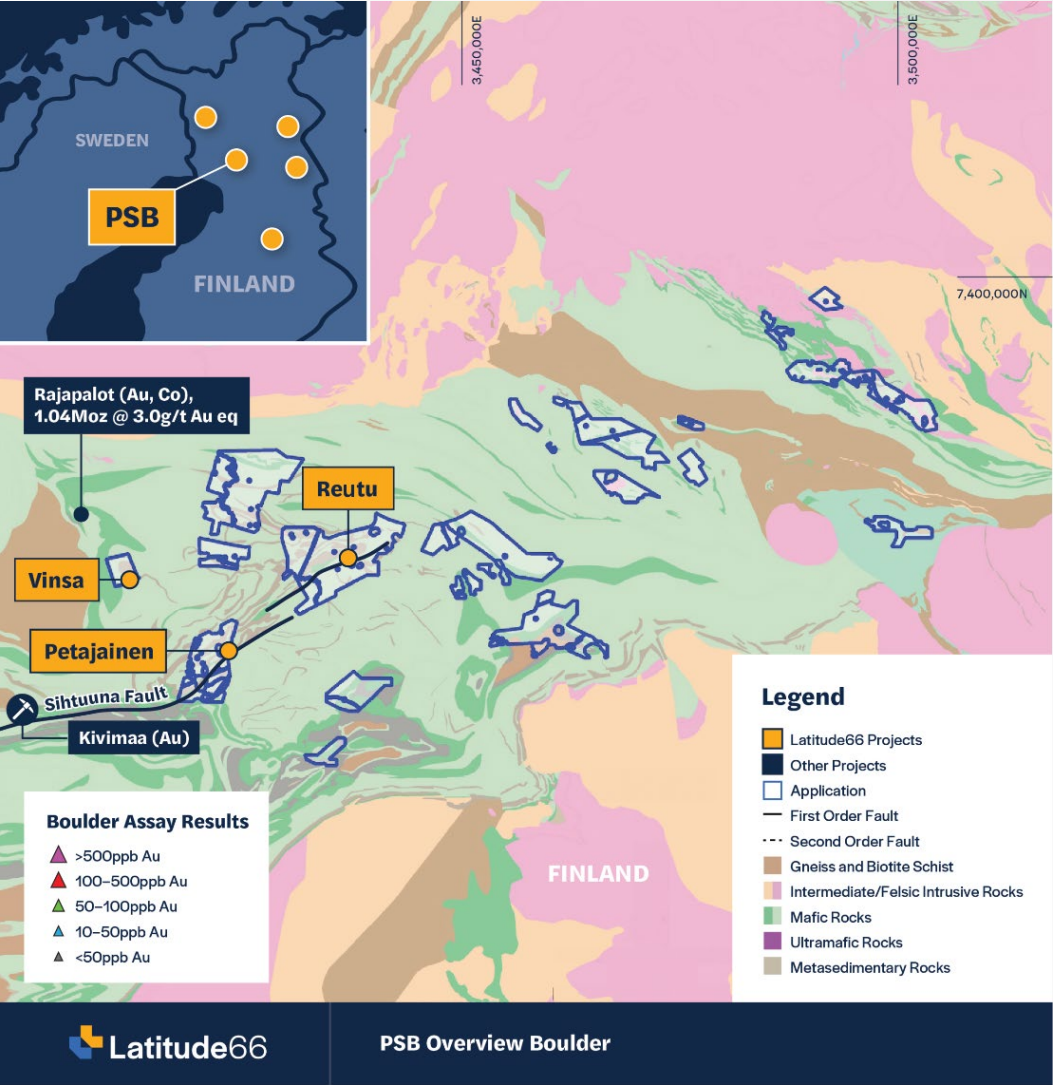 3,450,000E
3,500,000E
SWEDEN
PSB
FINLAND
7,400,000N
Rajapalot (Au, Co),
1.04Moz @ 3.0g/t Au eq
Reutu
Vinsa
Petajainen
Sihtuuna Fault
Kivimaa (Au)
FINLAND
Boulder Assay Results
>500ppb Au
100–500ppb Au
50–100ppb Au
10–50ppb Au
<50ppb Au
Legend
Latitude66 Projects
Other Projects
Application
First Order Fault
Second Order Fault
Gneiss and Biotite Schist
Intermediate/Felsic Intrusive Rocks
Mafic Rocks
Ultramafic Rocks
Metasedimentary Rocks
Latitude66
PSB Overview Boulder